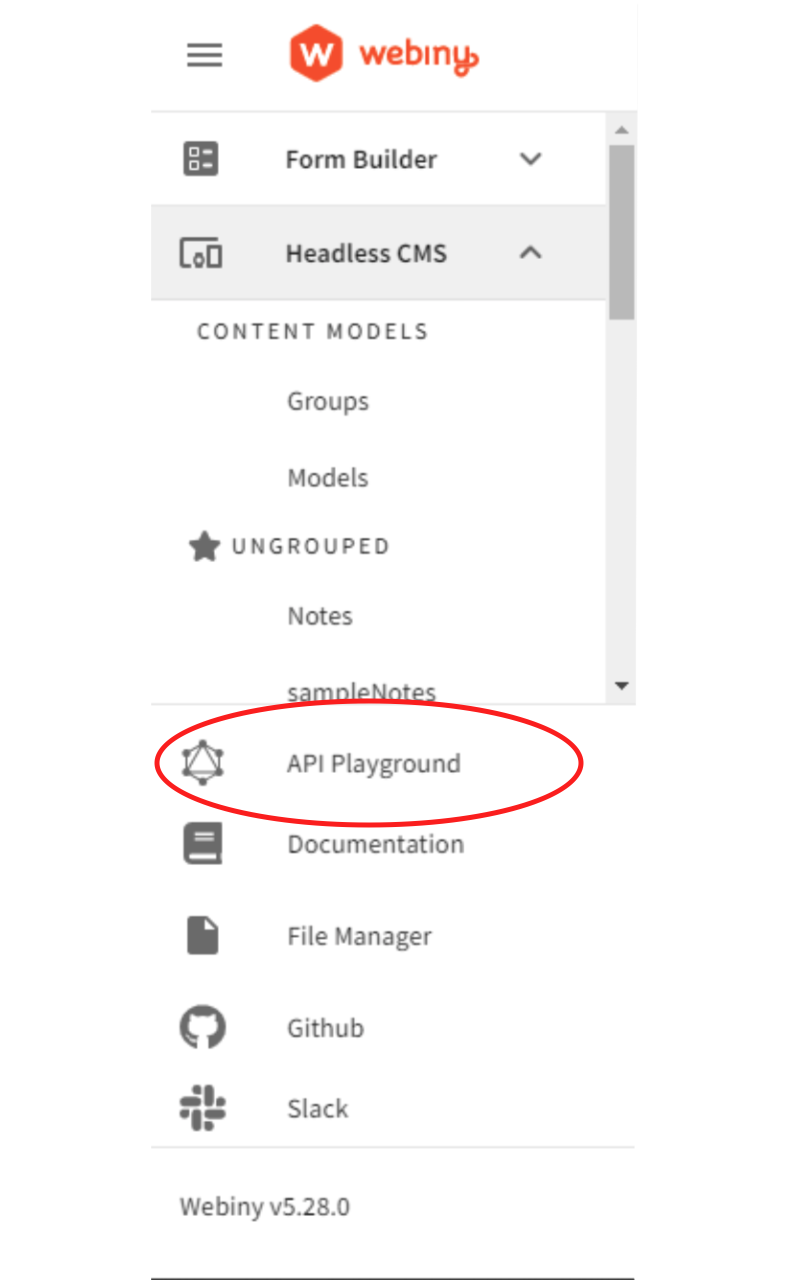 webiny
Form Builder
Headless CMS
CONTENT MODELS
Groups
Models
UNGROUPED
Notes
sampleNotes
API Playground
Documentation
File Manager
Github
Slack
Webiny v5.28.0